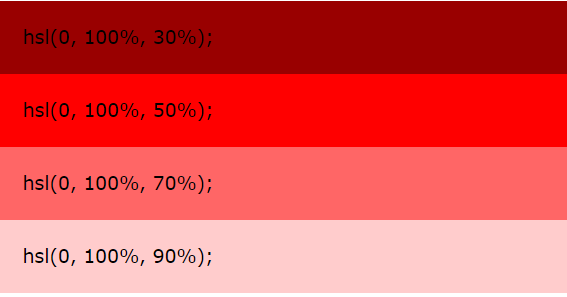 hsl(0, 100%, 30%);
hsl(0, 100%, 50%);
hsl(0, 100%, 70%);
hsl(0, 100%, 90%);